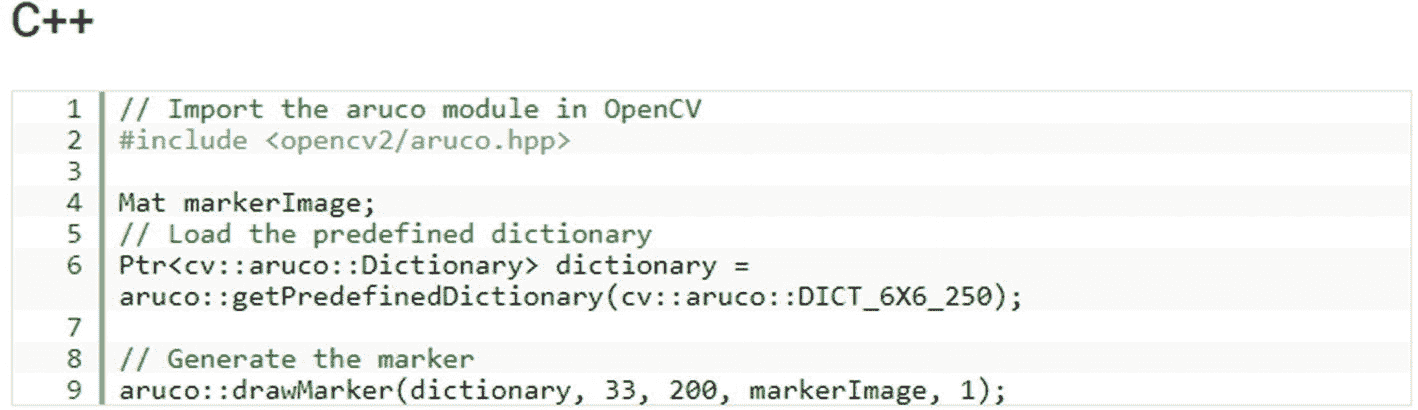 C++
1 // Import the aruco module in OpenCV
2 #include <opencv2/aruco.hpp>
3
4 Mat markerImage;
5 // Load the predefined dictionary
6 Ptr<cv::aruco::Dictionary> dictionary =
aruco::getPredefinedDictionary(cv::aruco::DICT_6X6_250);
7
8 // Generate the marker
9 aruco::drawMarker(dictionary, 33, 200, markerImage, 1);